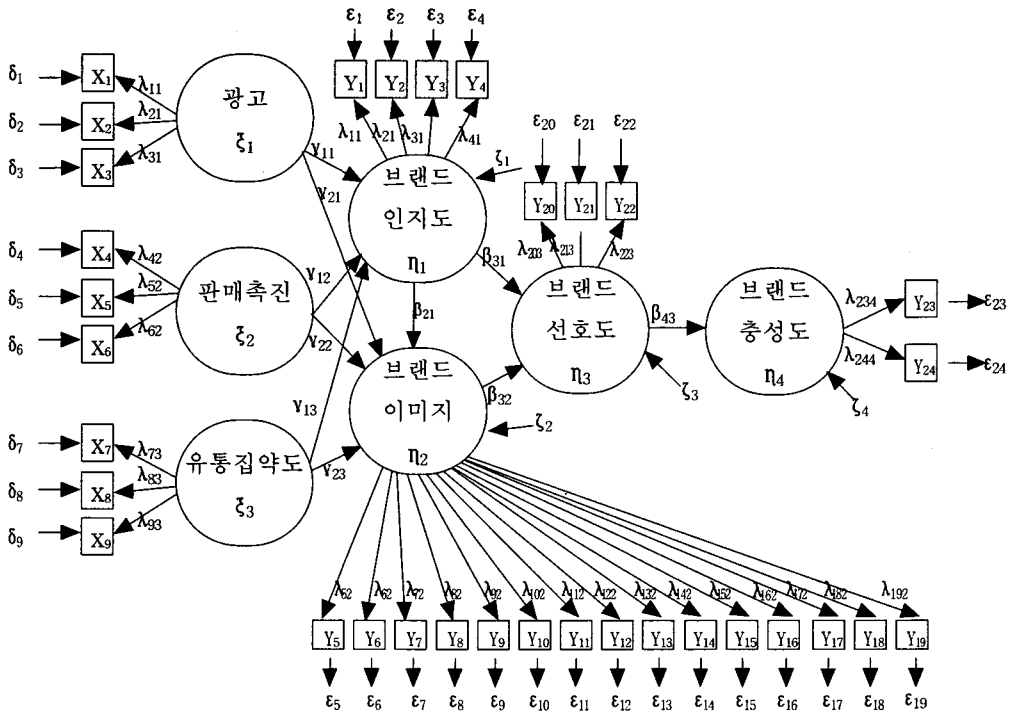 ε₁ ε₂ ε₃ ε₄
Y₁ Y₂ Y₃ Y₄
λ₁₁ λ₂₁ λ₃₁ λ₄₁
δ₁ X₁ λ₁₁
δ₂ X₂ λ₂₁
δ₃ X₃ λ₃₁
광고
ξ₁
γ₁₁
γ₂₁
브랜드
인지도
η₁
ζ₁
ε₂₀ ε₂₁ ε₂₂
Y₂₀ Y₂₁ Y₂₂
λ₂₀₃ λ₂₁₃ λ₂₂₃
δ₄ X₄ λ₄₂
δ₅ X₅ λ₅₂
δ₆ X₆ λ₆₂
판매촉진
ξ₂
γ₁₂
γ₂₂
β₂₁
β₃₁
브랜드
선호도
η₃
ζ₃
β₄₃
브랜드
충성도
η₄
ζ₄
λ₂₃₄ Y₂₃ ε₂₃
λ₂₄₄ Y₂₄ ε₂₄
δ₇ X₇ λ₇₃
δ₈ X₈ λ₈₃
δ₉ X₉ λ₉₃
유통집약도
ξ₃
γ₁₃
γ₂₃
브랜드
이미지
η₂
β₃₂
ζ₂
λ₅₂ λ₆₂ λ₇₂ λ₈₂ λ₉₂ λ₁₀₂ λ₁₁₂ λ₁₂₂ λ₁₃₂ λ₁₄₂ λ₁₅₂ λ₁₆₂ λ₁₇₂ λ₁₈₂ λ₁₉₂
Y₅ Y₆ Y₇ Y₈ Y₉ Y₁₀ Y₁₁ Y₁₂ Y₁₃ Y₁₄ Y₁₅ Y₁₆ Y₁₇ Y₁₈ Y₁₉
ε₅ ε₆ ε₇ ε₈ ε₉ ε₁₀ ε₁₁ ε₁₂ ε₁₃ ε₁₄ ε₁₅ ε₁₆ ε₁₇ ε₁₈ ε₁₉